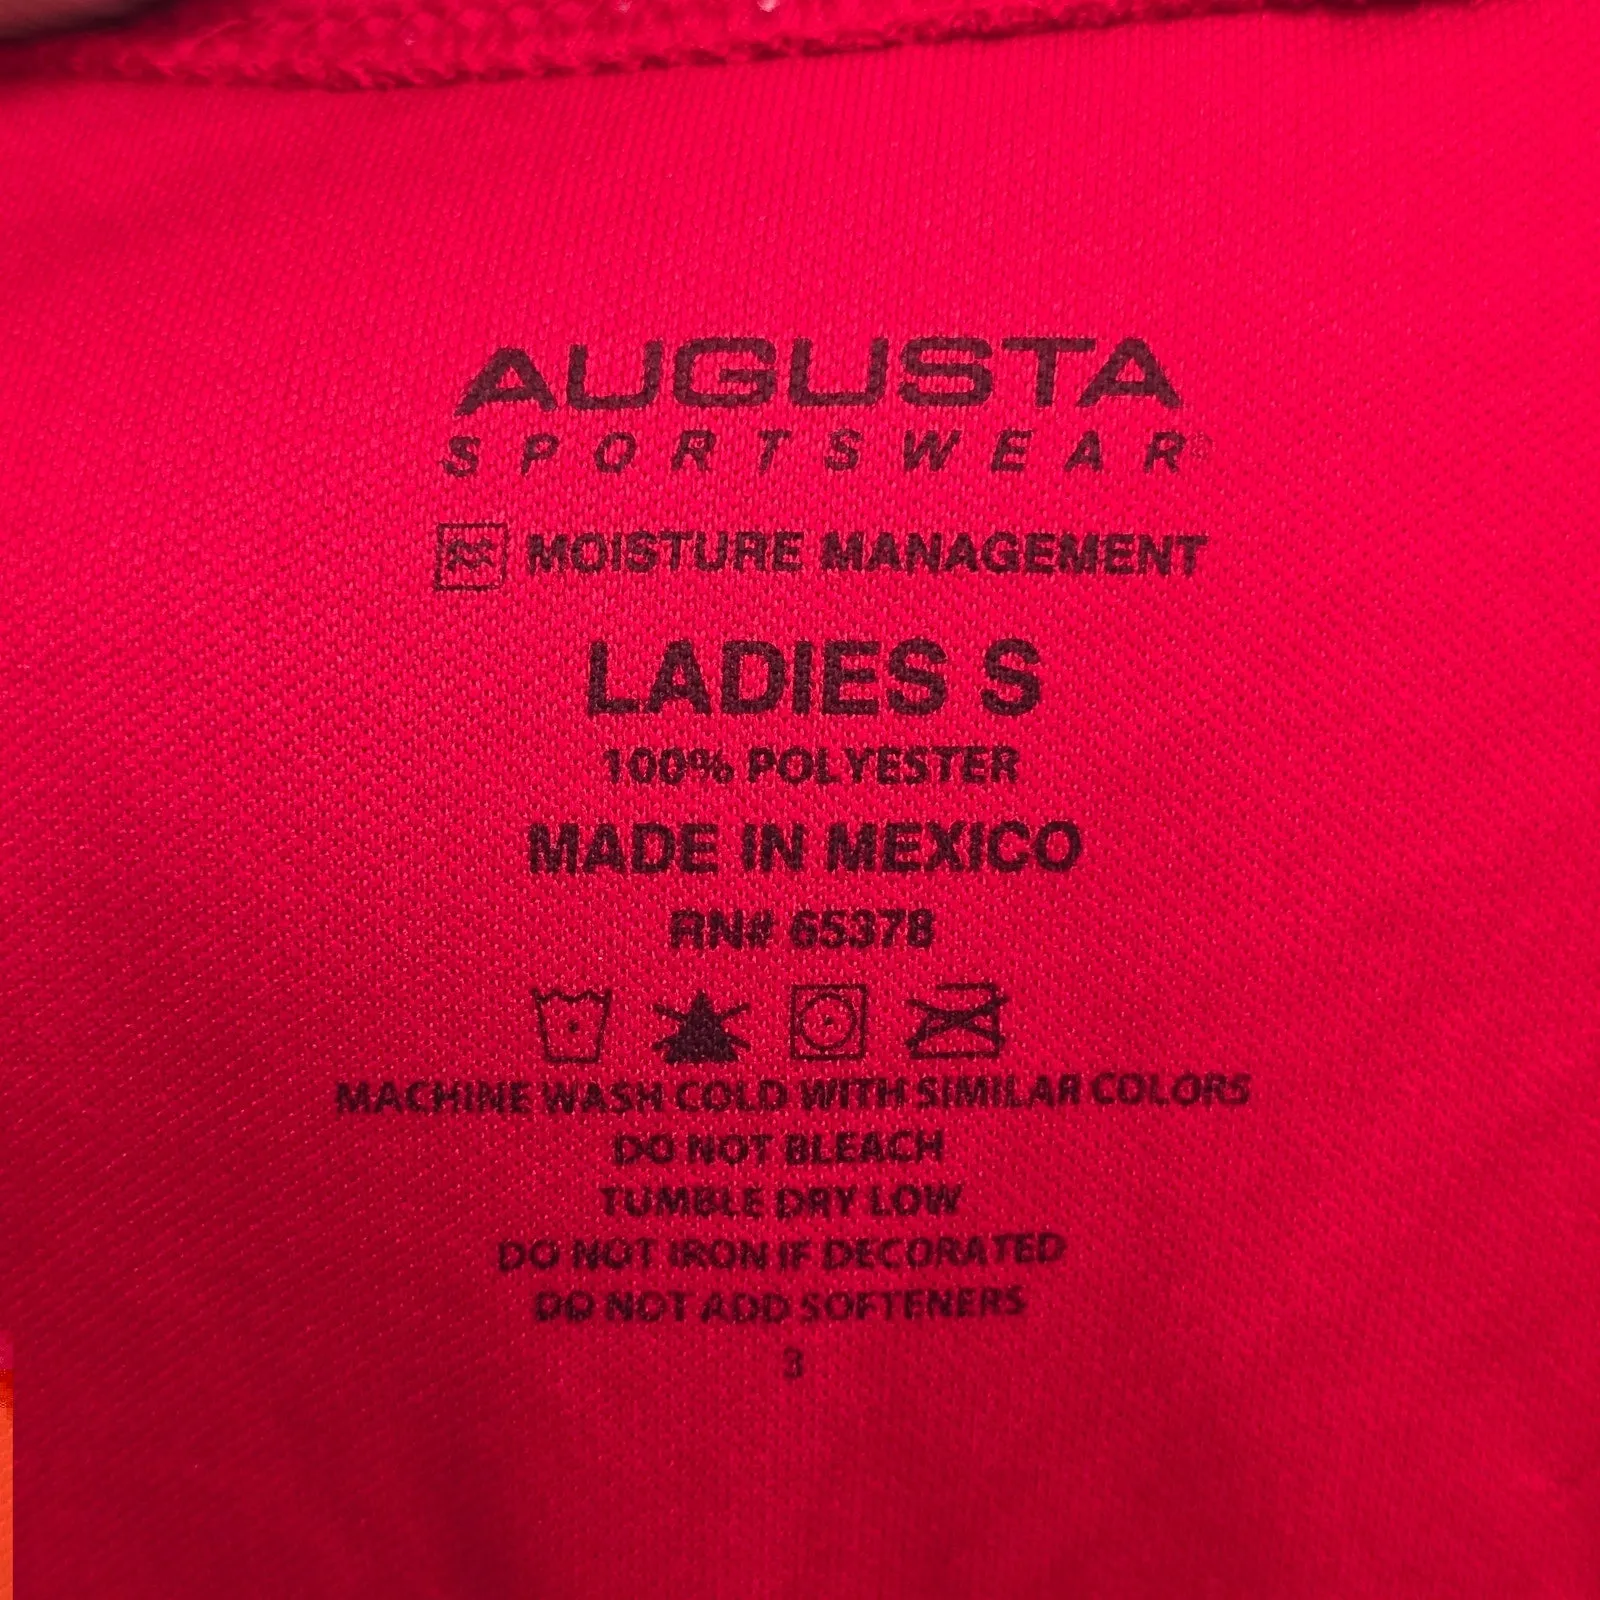 AUGUSTA
SPORTSWEAR®
MOISTURE MANAGEMENT
LADIES S
100% POLYESTER
MADE IN MEXICO
RN# 65378
MACHINE WASH COLD WITH SIMILAR COLORS
DO NOT BLEACH
TUMBLE DRY LOW
DO NOT IRON IF DECORATED
DO NOT ADD SOFTENERS
3